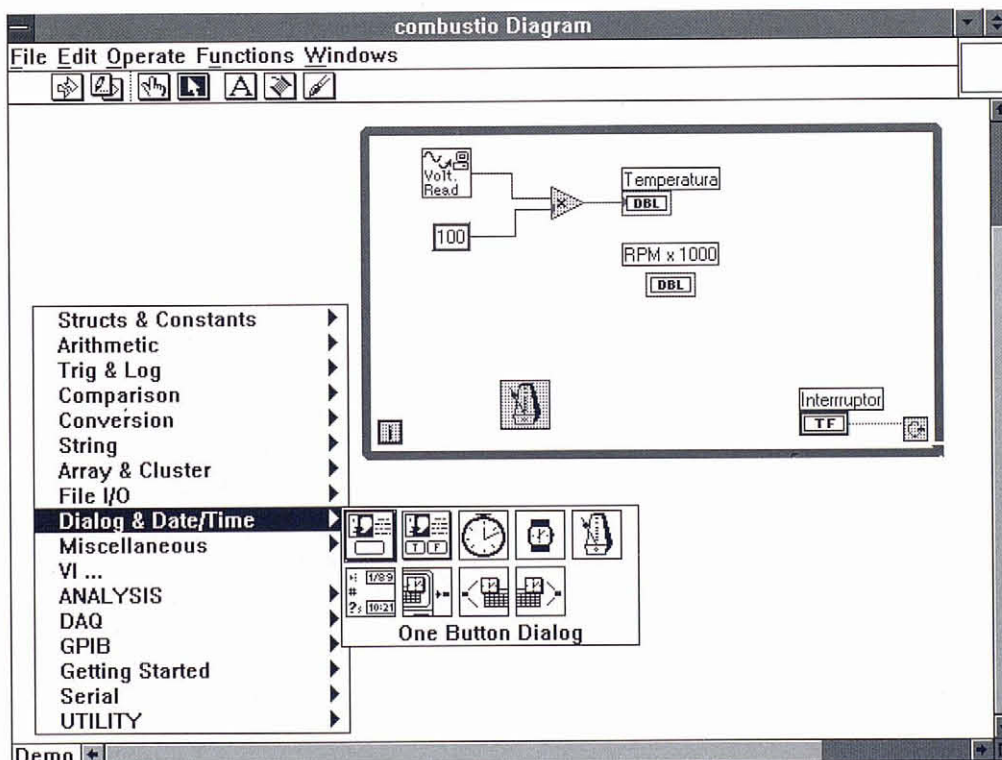 combustio Diagram
File Edit Operate Functions Windows
A
Volt.
Read
100
Temperatura
DBL
RPM x 1000
DBL
Interrruptor
TF
i
Structs & Constants
Arithmetic
Trig & Log
Comparison
Conversion
String
Array & Cluster
File I/O
Dialog & Date/Time
Miscellaneous
VI ...
ANALYSIS
DAQ
GPIB
Getting Started
Serial
UTILITY
T F
1/89
#
?
10:21
One Button Dialog
Demo